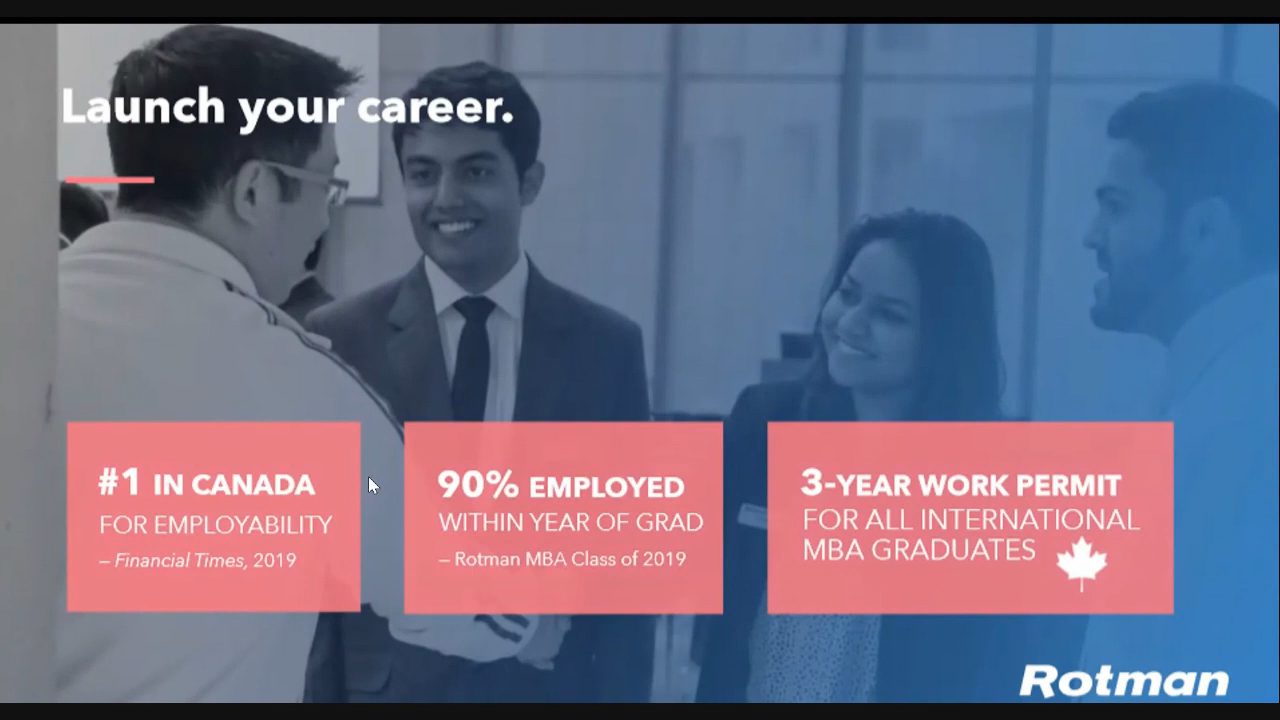 Launch your career.
#1 IN CANADA
FOR EMPLOYABILITY
– Financial Times, 2019
90% EMPLOYED
WITHIN YEAR OF GRAD
– Rotman MBA Class of 2019
3-YEAR WORK PERMIT
FOR ALL INTERNATIONAL
MBA GRADUATES
Rotman